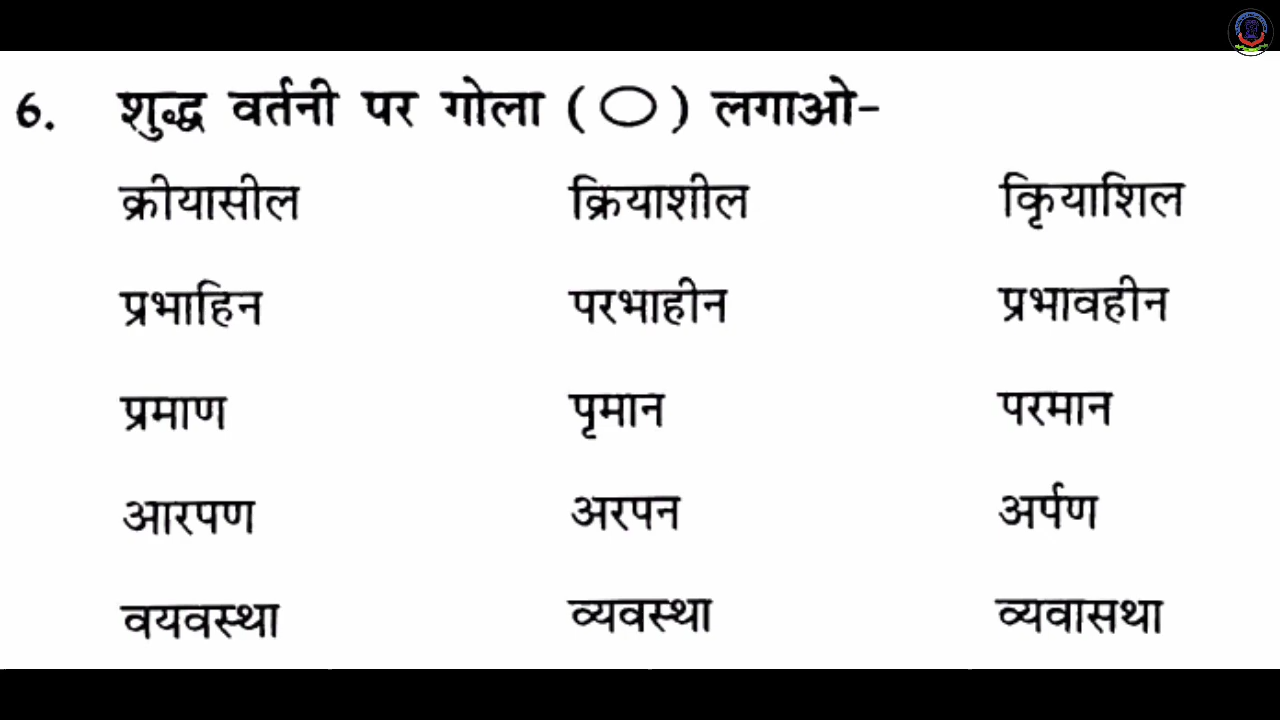 6. शुद्ध वर्तनी पर गोला ( ○ ) लगाओ-
क्रीयासील क्रियाशील कृियाशिल
प्रभाहिन परभाहीन प्रभावहीन
प्रमाण पृमान परमान
आरपण अरपन अर्पण
वयवस्था व्यवस्था व्यवासथा